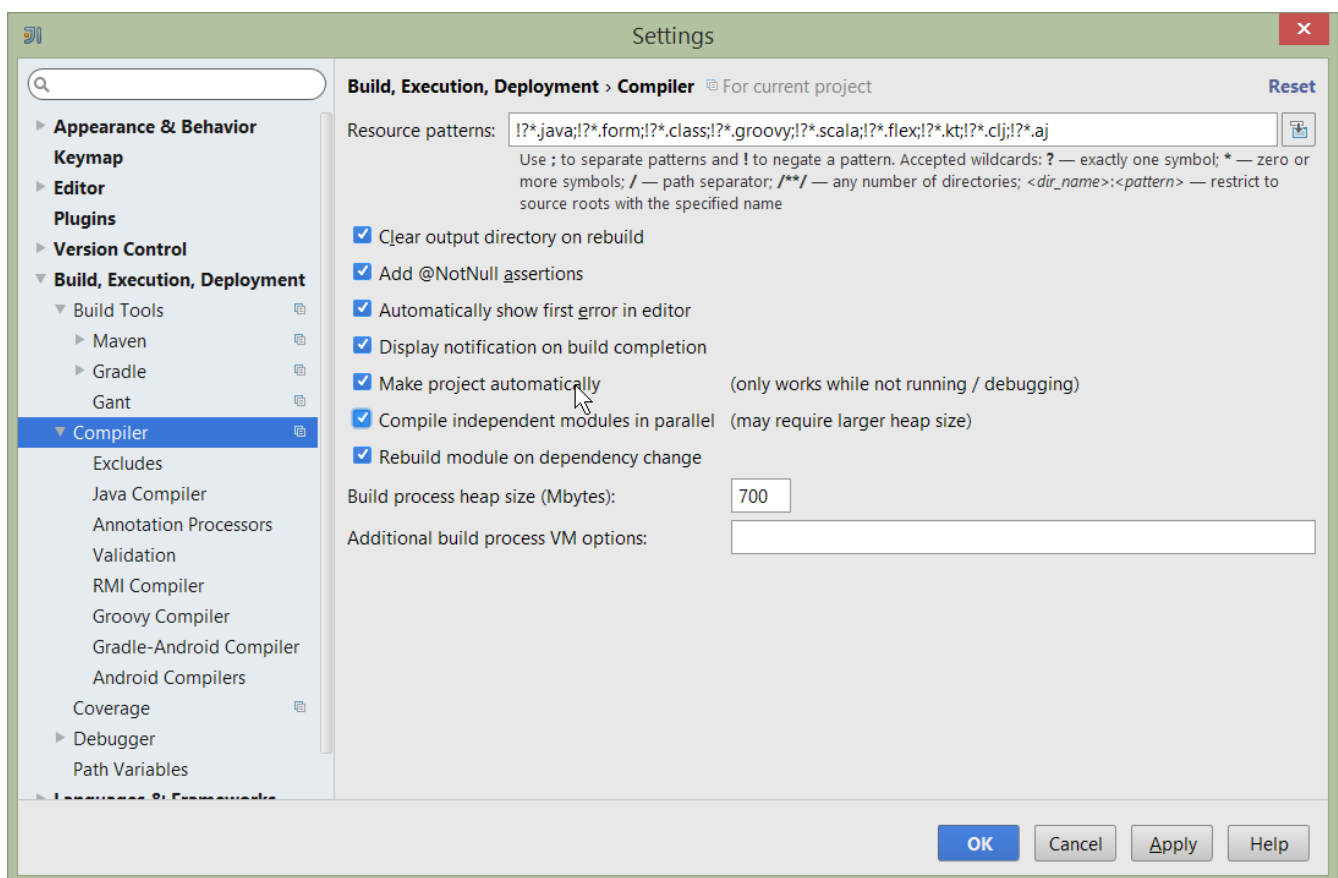 Settings
Build, Execution, Deployment › Compiler For current project Reset
Appearance & Behavior
Keymap
Editor
Plugins
Version Control
Build, Execution, Deployment
Build Tools
Maven
Gradle
Gant
Compiler
Excludes
Java Compiler
Annotation Processors
Validation
RMI Compiler
Groovy Compiler
Gradle-Android Compiler
Android Compilers
Coverage
Debugger
Path Variables
Languages & Frameworks
Resource patterns: !?*.java;!?*.form;!?*.class;!?*.groovy;!?*.scala;!?*.flex;!?*.kt;!?*.clj;!?*.aj
Use ; to separate patterns and ! to negate a pattern. Accepted wildcards: ? — exactly one symbol; * — zero or
more symbols; / — path separator; /**/ — any number of directories; <dir_name>:<pattern> — restrict to
source roots with the specified name
Clear output directory on rebuild
Add @NotNull assertions
Automatically show first error in editor
Display notification on build completion
Make project automatically (only works while not running / debugging)
Compile independent modules in parallel (may require larger heap size)
Rebuild module on dependency change
Build process heap size (Mbytes): 700
Additional build process VM options:
OK Cancel Apply Help